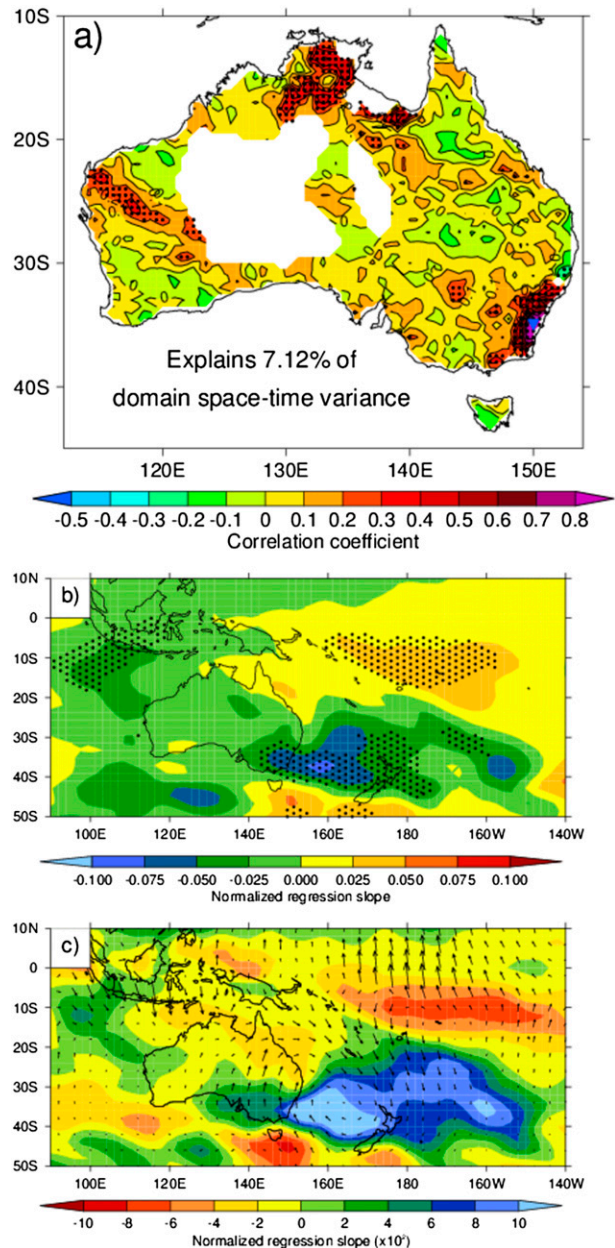 10S
a)
20S
30S
Explains 7.12% of
domain space-time variance
40S
120E 130E 140E 150E
-0.5 -0.4 -0.3 -0.2 -0.1 0 0.1 0.2 0.3 0.4 0.5 0.6 0.7 0.8
Correlation coefficient
10N
b)
0
10S
20S
30S
40S
50S
100E 120E 140E 160E 180 160W 140W
-0.100 -0.075 -0.050 -0.025 0.000 0.025 0.050 0.075 0.100
Normalized regression slope
10N
c)
0
10S
20S
30S
40S
50S
100E 120E 140E 160E 180 160W 140W
-10 -8 -6 -4 -2 0 2 4 6 8 10
Normalized regression slope (x10²)